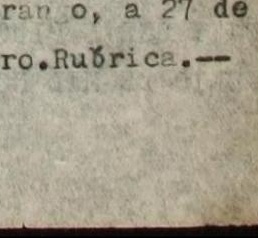 ran o, a 27 de
ro.Rubrica.--